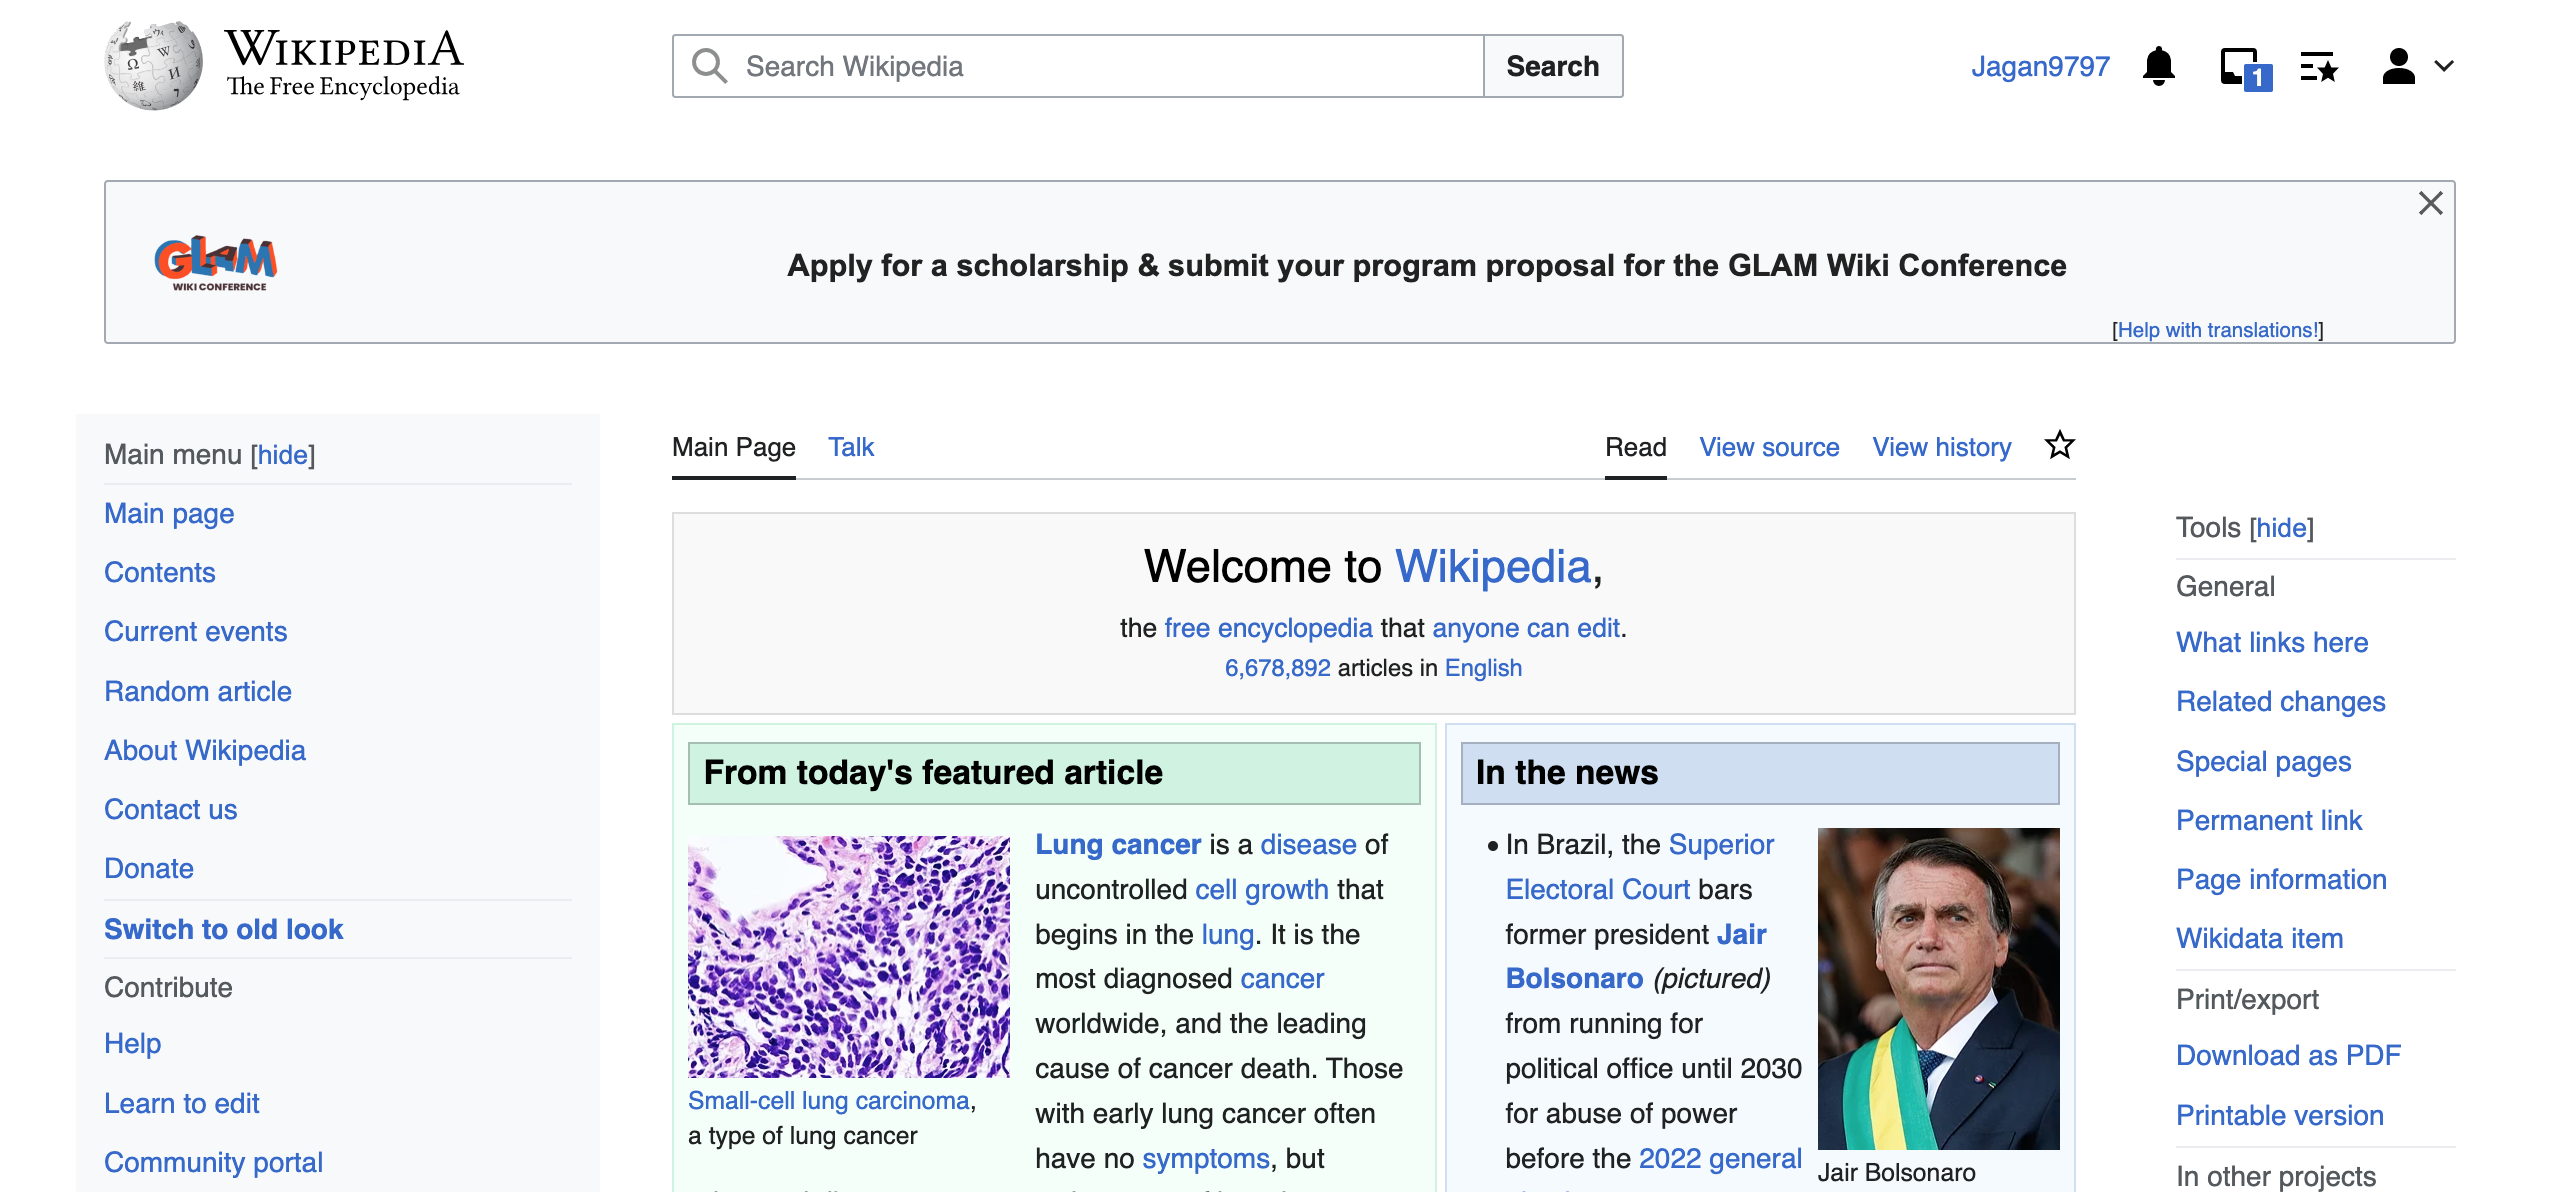 WIKIPEDIA
The Free Encyclopedia
Search Wikipedia
Search
Jagan9797
1
GLAM
WIKI CONFERENCE
Apply for a scholarship & submit your program proposal for the GLAM Wiki Conference
[Help with translations!]
Main menu [hide]
Main page
Contents
Current events
Random article
About Wikipedia
Contact us
Donate
Switch to old look
Contribute
Help
Learn to edit
Community portal
Main Page
Talk
Read
View source
View history
Welcome to Wikipedia,
the free encyclopedia that anyone can edit.
6,678,892 articles in English
From today's featured article
Small-cell lung carcinoma,
a type of lung cancer
Lung cancer is a disease of
uncontrolled cell growth that
begins in the lung. It is the
most diagnosed cancer
worldwide, and the leading
cause of cancer death. Those
with early lung cancer often
have no symptoms, but
In the news
• In Brazil, the Superior
Electoral Court bars
former president Jair
Bolsonaro (pictured)
from running for
political office until 2030
for abuse of power
before the 2022 general
Jair Bolsonaro
Tools [hide]
General
What links here
Related changes
Special pages
Permanent link
Page information
Wikidata item
Print/export
Download as PDF
Printable version
In other projects